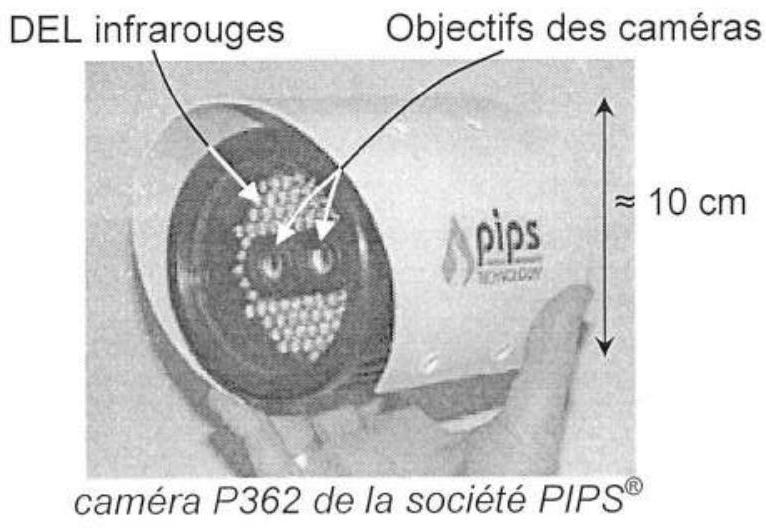 DEL infrarouges
Objectifs des caméras
≈ 10 cm
pips
TECHNOLOGY
caméra P362 de la société PIPS®